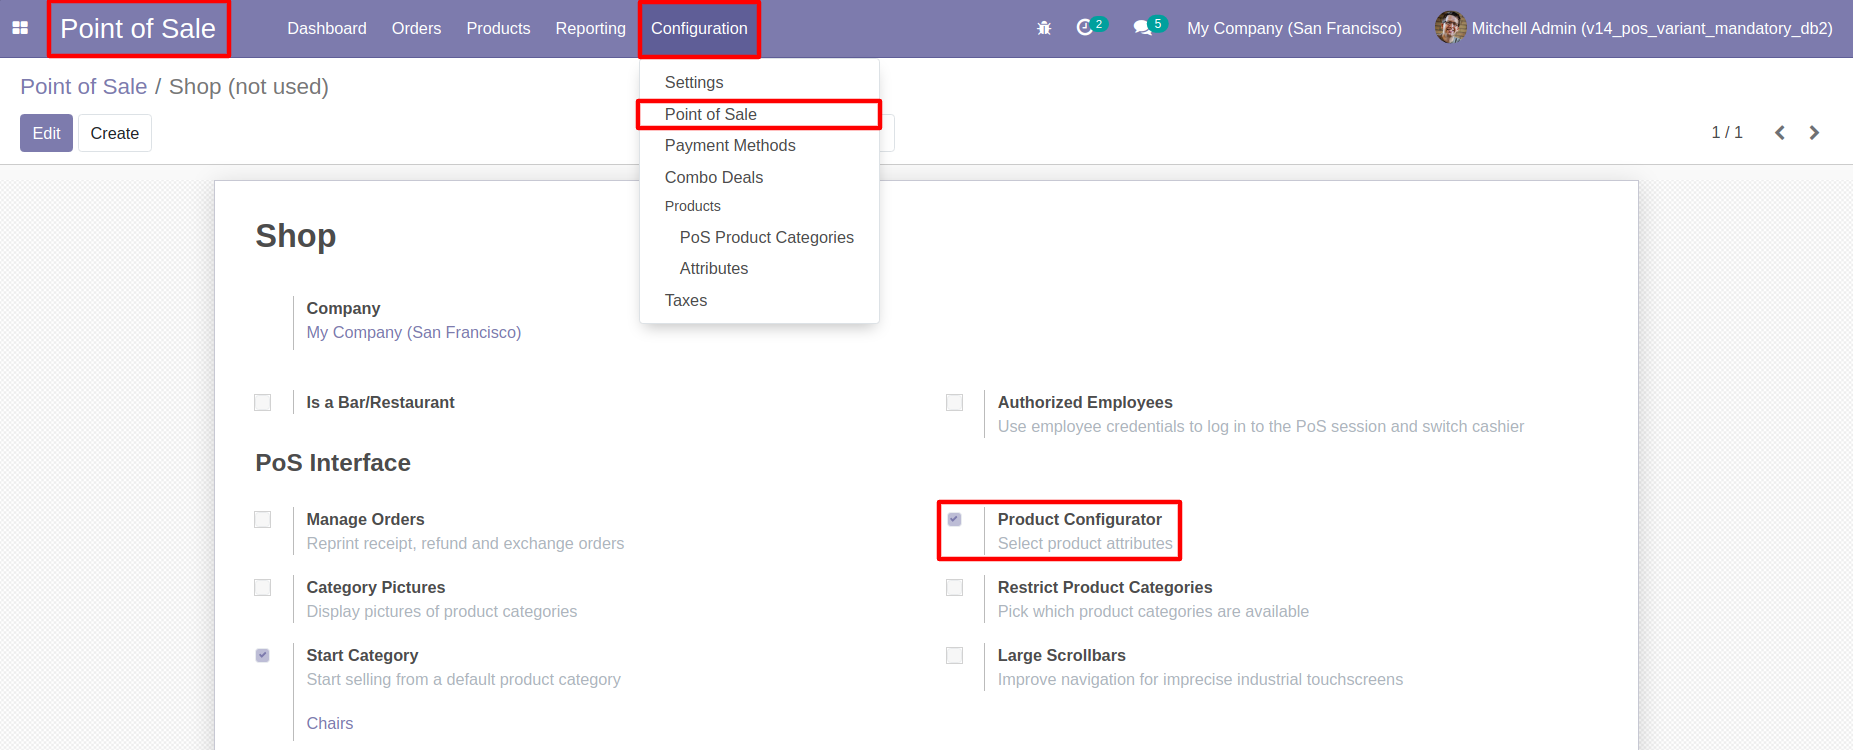 Point of Sale Dashboard Orders Products Reporting Configuration 2 5 My Company (San Francisco) Mitchell Admin (v14_pos_variant_mandatory_db2)
Point of Sale / Shop (not used)
Edit Create
1 / 1
Settings
Point of Sale
Payment Methods
Combo Deals
Products
PoS Product Categories
Attributes
Taxes
Shop
Company
My Company (San Francisco)
Is a Bar/Restaurant
Authorized Employees
Use employee credentials to log in to the PoS session and switch cashier
PoS Interface
Manage Orders
Reprint receipt, refund and exchange orders
Product Configurator
Select product attributes
Category Pictures
Display pictures of product categories
Restrict Product Categories
Pick which product categories are available
Start Category
Start selling from a default product category
Chairs
Large Scrollbars
Improve navigation for imprecise industrial touchscreens